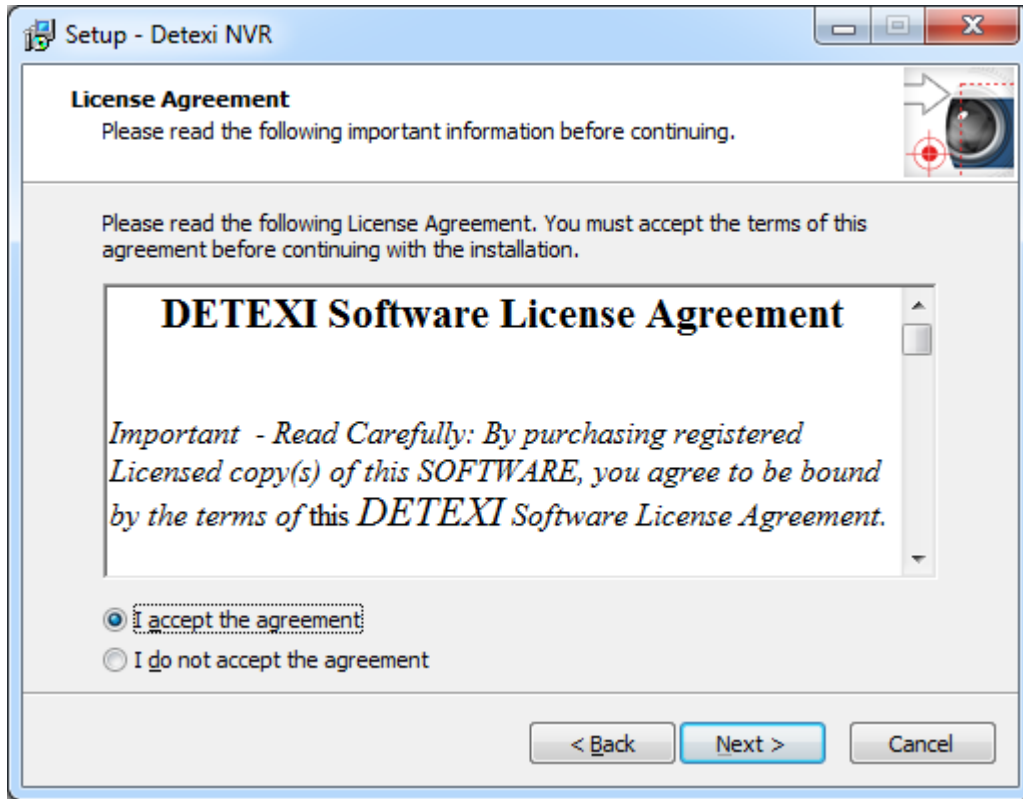 Setup - Detexi NVR
License Agreement
Please read the following important information before continuing.
Please read the following License Agreement. You must accept the terms of this
agreement before continuing with the installation.
DETEXI Software License Agreement
Important  - Read Carefully: By purchasing registered
Licensed copy(s) of this SOFTWARE, you agree to be bound
by the terms of this DETEXI Software License Agreement.
I accept the agreement
I do not accept the agreement
< Back Next > Cancel